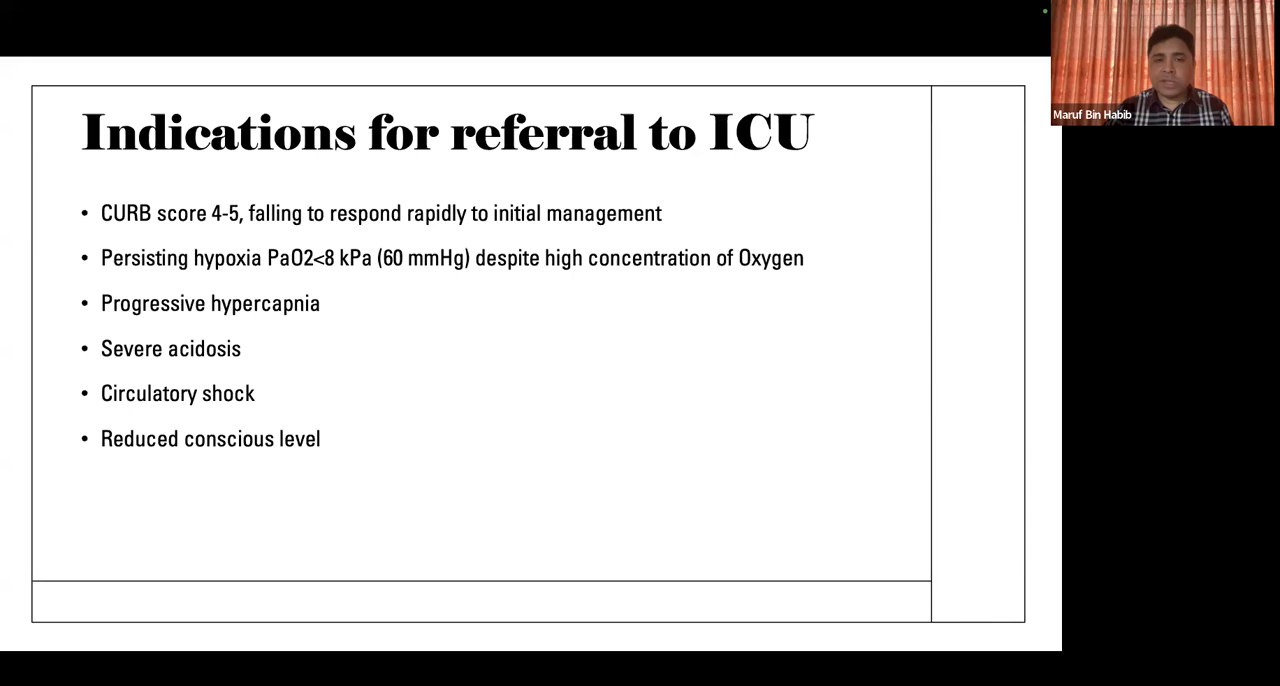 Indications for referral to ICU
• CURB score 4-5, falling to respond rapidly to initial management
• Persisting hypoxia PaO2<8 kPa (60 mmHg) despite high concentration of Oxygen
• Progressive hypercapnia
• Severe acidosis
• Circulatory shock
• Reduced conscious level
Maruf Bin Habib